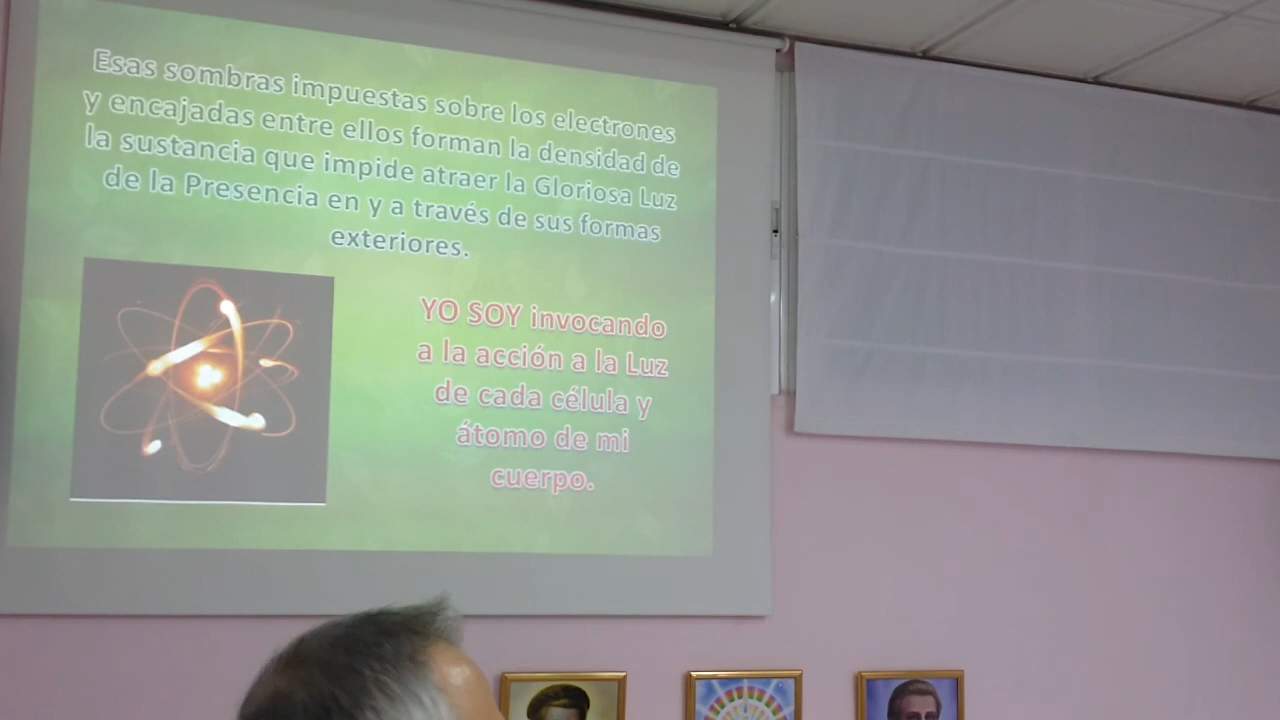 Esas sombras impuestas sobre los electrones
y encajadas entre ellos forman la densidad de
la sustancia que impide atraer la Gloriosa Luz
de la Presencia en y a través de sus formas
exteriores.
YO SOY invocando
a la acción a la Luz
de cada célula y
átomo de mi
cuerpo.